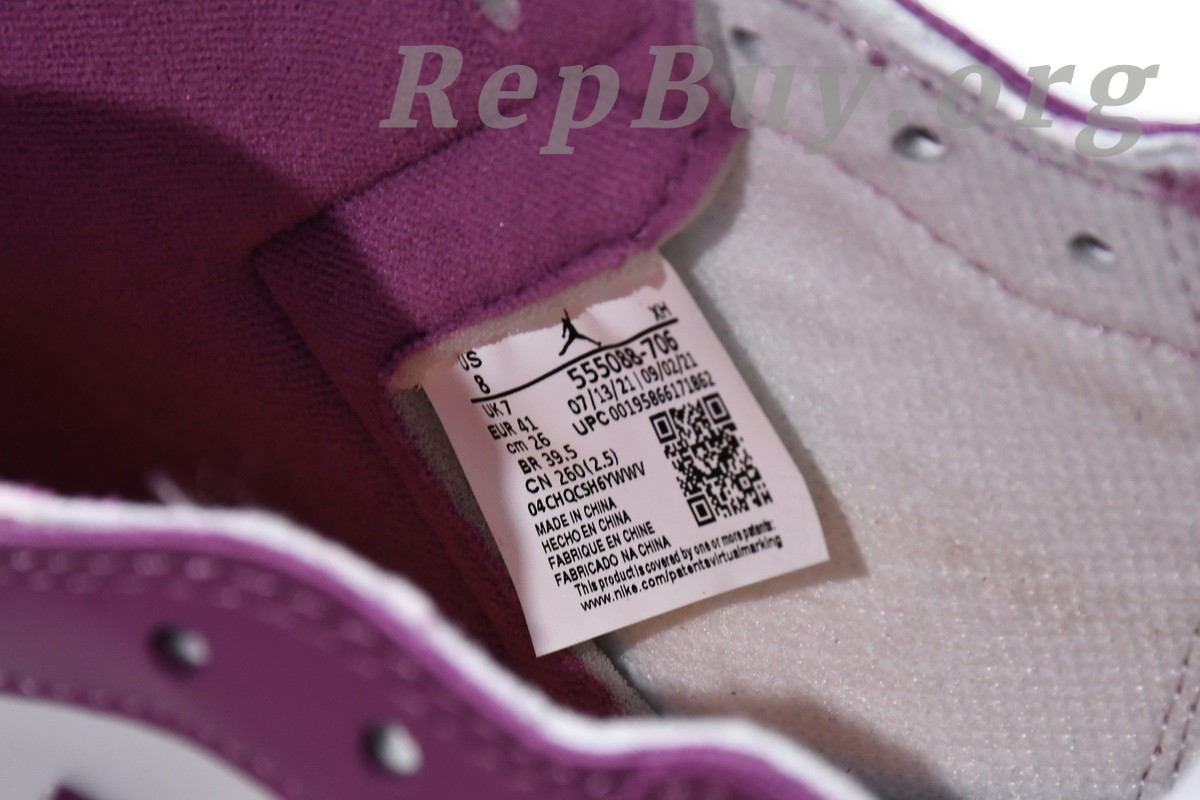 RepBuy.org
US XH
8 555088-706
07/13/21 | 09/02/21
UPC 00195866171862
UK 7
EUR 41
cm 26
BR 39.5
CN 260(2.5)
04CHQCSH6YWWV
MADE IN CHINA
HECHO EN CHINA
FABRIQUE EN CHINE
FABRICADO NA CHINA
This product is covered by one or more patents:
www.nike.com/patentsvirtualmarking